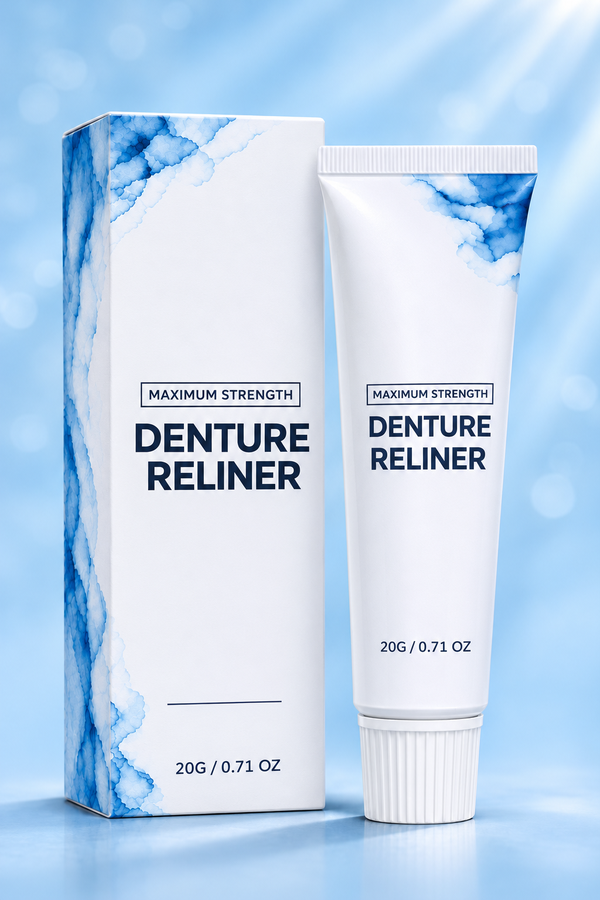 MAXIMUM STRENGTH
DENTURE
RELINER
20G / 0.71 OZ
MAXIMUM STRENGTH
DENTURE
RELINER
20G / 0.71 OZ